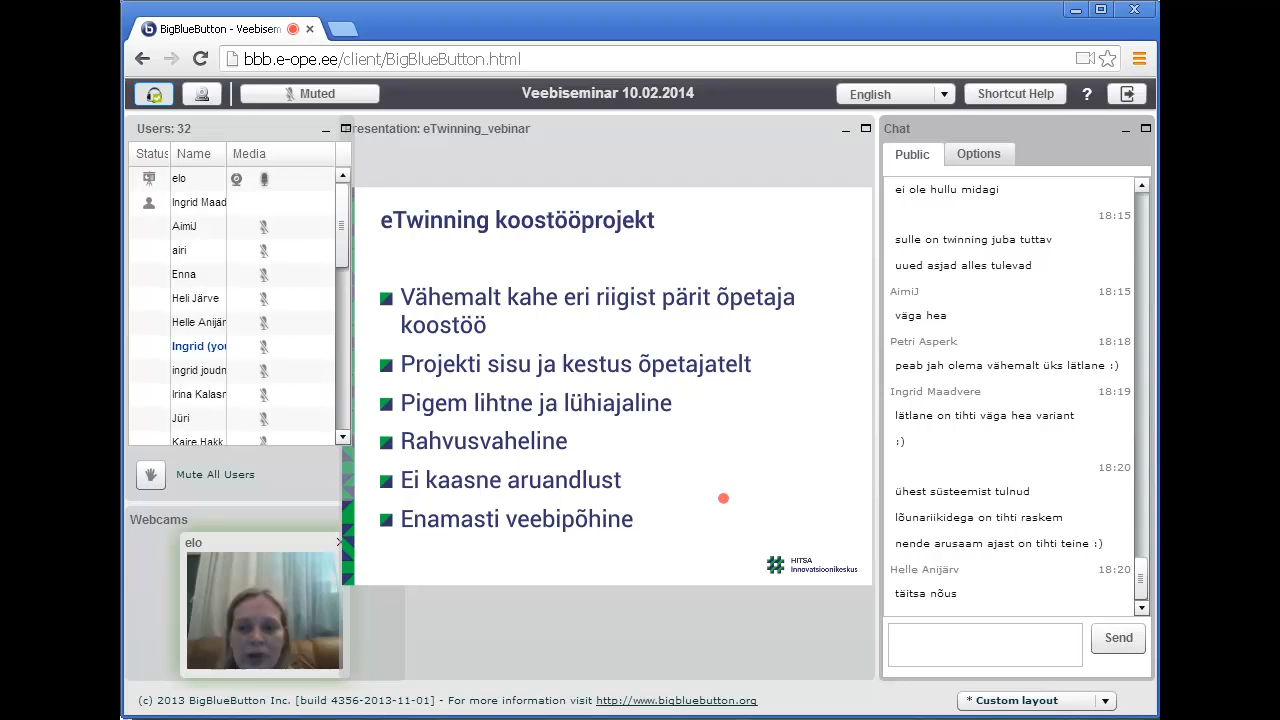 BigBlueButton - Veebisem
bbb.e-ope.ee/client/BigBlueButton.html
Muted
Veebiseminar 10.02.2014
English
Shortcut Help
?
Users: 32
Status Name Media
elo
Ingrid Maad
AimiJ
airi
Enna
Heli Järve
Helle Anijär
Ingrid (you
ingrid joudn
Irina Kalasn
Jüri
Kaire Hakk
Mute All Users
Webcams
elo
resentation: eTwinning_vebinar
eTwinning koostööprojekt
Vähemalt kahe eri riigist pärit õpetaja
koostöö
Projekti sisu ja kestus õpetajatelt
Pigem lihtne ja lühiajaline
Rahvusvaheline
Ei kaasne aruandlust
Enamasti veebipõhine
HITSA
Innovatsioonikeskus
Chat
Public
Options
ei ole hullu midagi
18:15
sulle on twinning juba tuttav
uued asjad alles tulevad
AimiJ 18:15
väga hea
Petri Asperk 18:18
peab jah olema vähemalt üks lätlane :)
Ingrid Maadvere 18:19
lätlane on tihti väga hea variant
:)
18:20
ühest süsteemist tulnud
lõunariikidega on tihti raskem
nende arusaam ajast on tihti teine :)
Helle Anijärv 18:20
täitsa nõus
Send
(c) 2013 BigBlueButton Inc. [build 4356-2013-11-01] - For more information visit http://www.bigbluebutton.org
* Custom layout